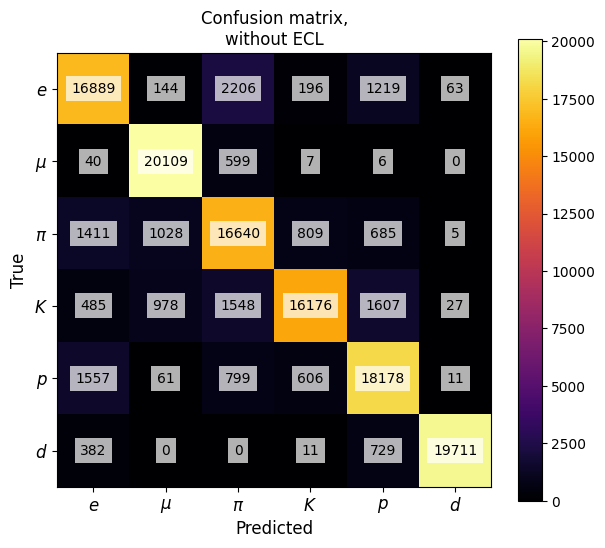 Confusion matrix,
without ECL
True
e 16889 144 2206 196 1219 63
μ 40 20109 599 7 6 0
π 1411 1028 16640 809 685 5
K 485 978 1548 16176 1607 27
p 1557 61 799 606 18178 11
d 382 0 0 11 729 19711
e μ π K p d
Predicted
20000
17500
15000
12500
10000
7500
5000
2500
0